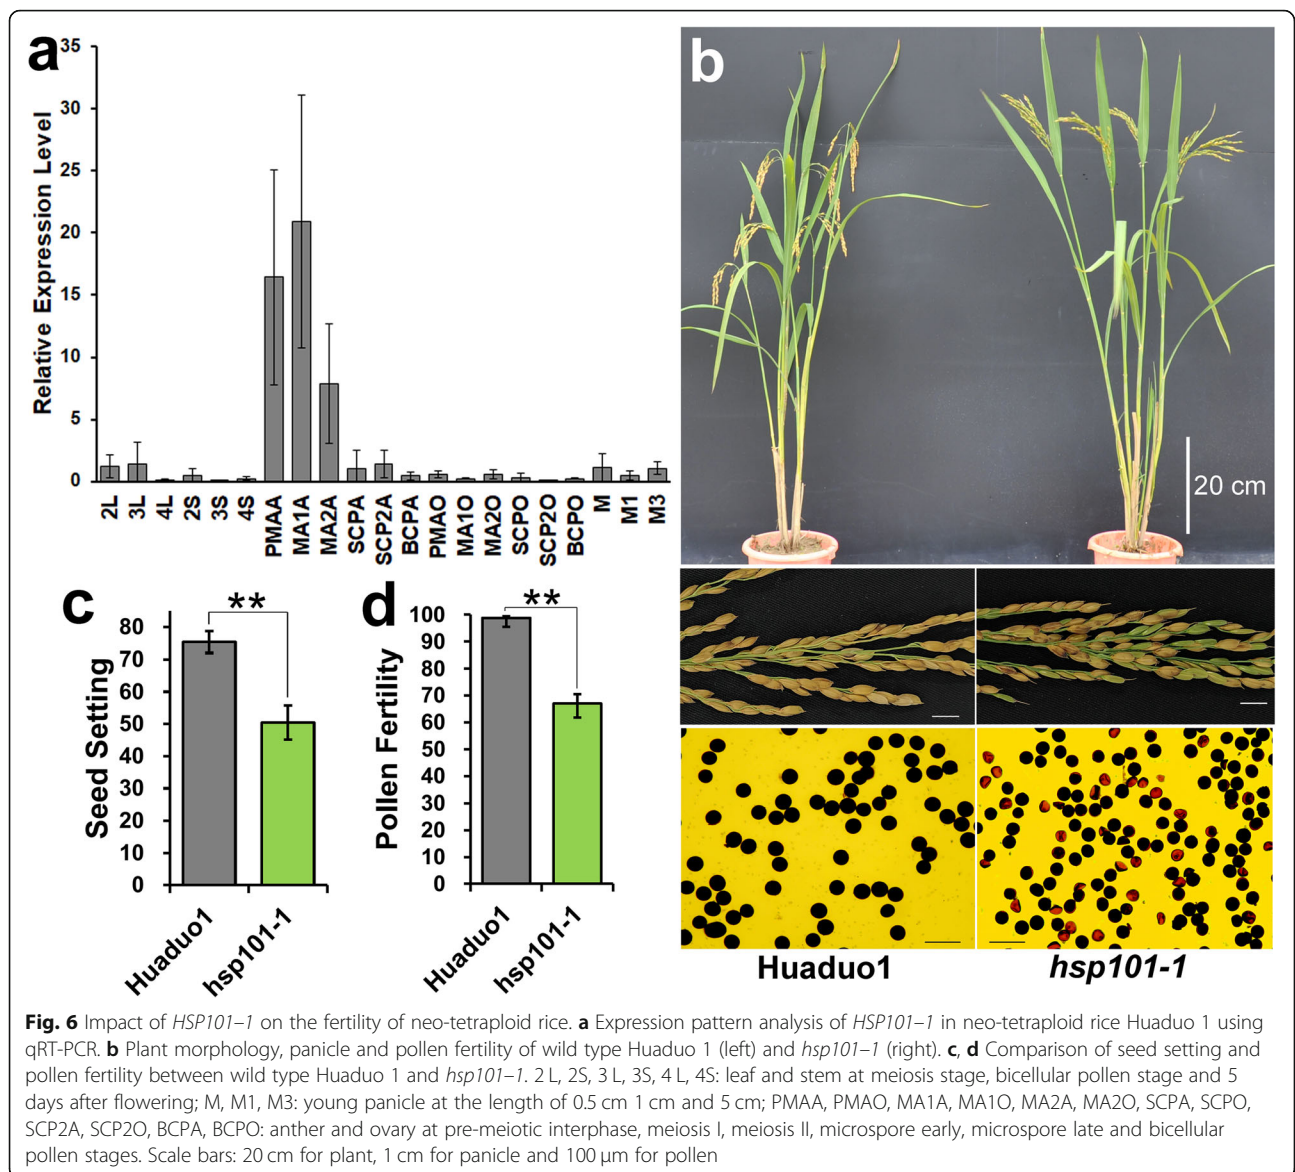 a
35
30
25
20
15
10
5
0
Relative Expression Level
2L 3L 4L 2S 3S 4S PMAA MA1A MA2A SCPA SCP2A BCPA PMAO MA1O MA2O SCPO SCP2O BCPO M M1 M3
b
20 cm
c
**
80
70
60
50
40
30
20
10
0
Seed Setting
Huaduo1 hsp101-1
d
**
100
90
80
70
60
50
40
30
20
10
0
Pollen Fertility
Huaduo1 hsp101-1
Huaduo1 hsp101-1
Fig. 6 Impact of HSP101–1 on the fertility of neo-tetraploid rice. a Expression pattern analysis of HSP101–1 in neo-tetraploid rice Huaduo 1 using
qRT-PCR. b Plant morphology, panicle and pollen fertility of wild type Huaduo 1 (left) and hsp101–1 (right). c, d Comparison of seed setting and
pollen fertility between wild type Huaduo 1 and hsp101–1. 2 L, 2S, 3 L, 3S, 4 L, 4S: leaf and stem at meiosis stage, bicellular pollen stage and 5
days after flowering; M, M1, M3: young panicle at the length of 0.5 cm 1 cm and 5 cm; PMAA, PMAO, MA1A, MA1O, MA2A, MA2O, SCPA, SCPO,
SCP2A, SCP2O, BCPA, BCPO: anther and ovary at pre-meiotic interphase, meiosis I, meiosis II, microspore early, microspore late and bicellular
pollen stages. Scale bars: 20 cm for plant, 1 cm for panicle and 100 μm for pollen